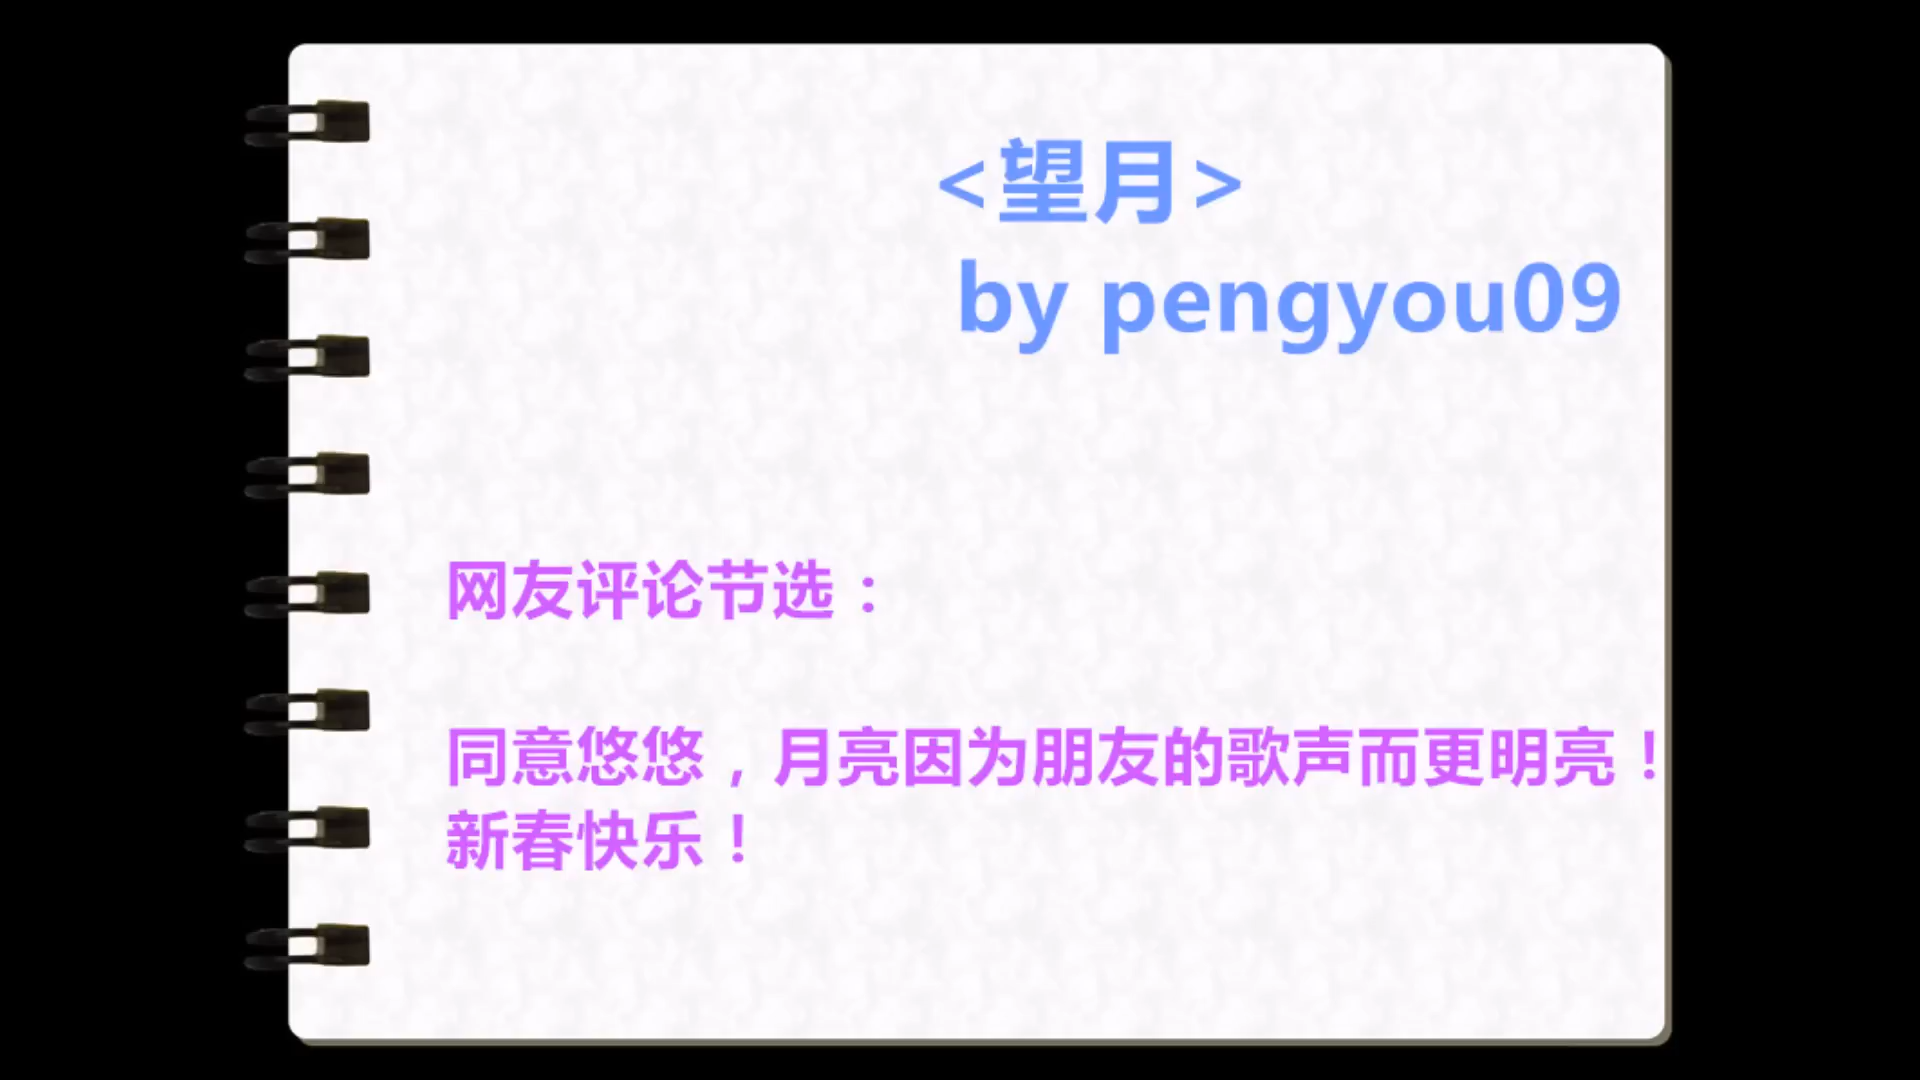 <望月>
by pengyou09
网友评论节选：
同意悠悠，月亮因为朋友的歌声而更明亮！
新春快乐！